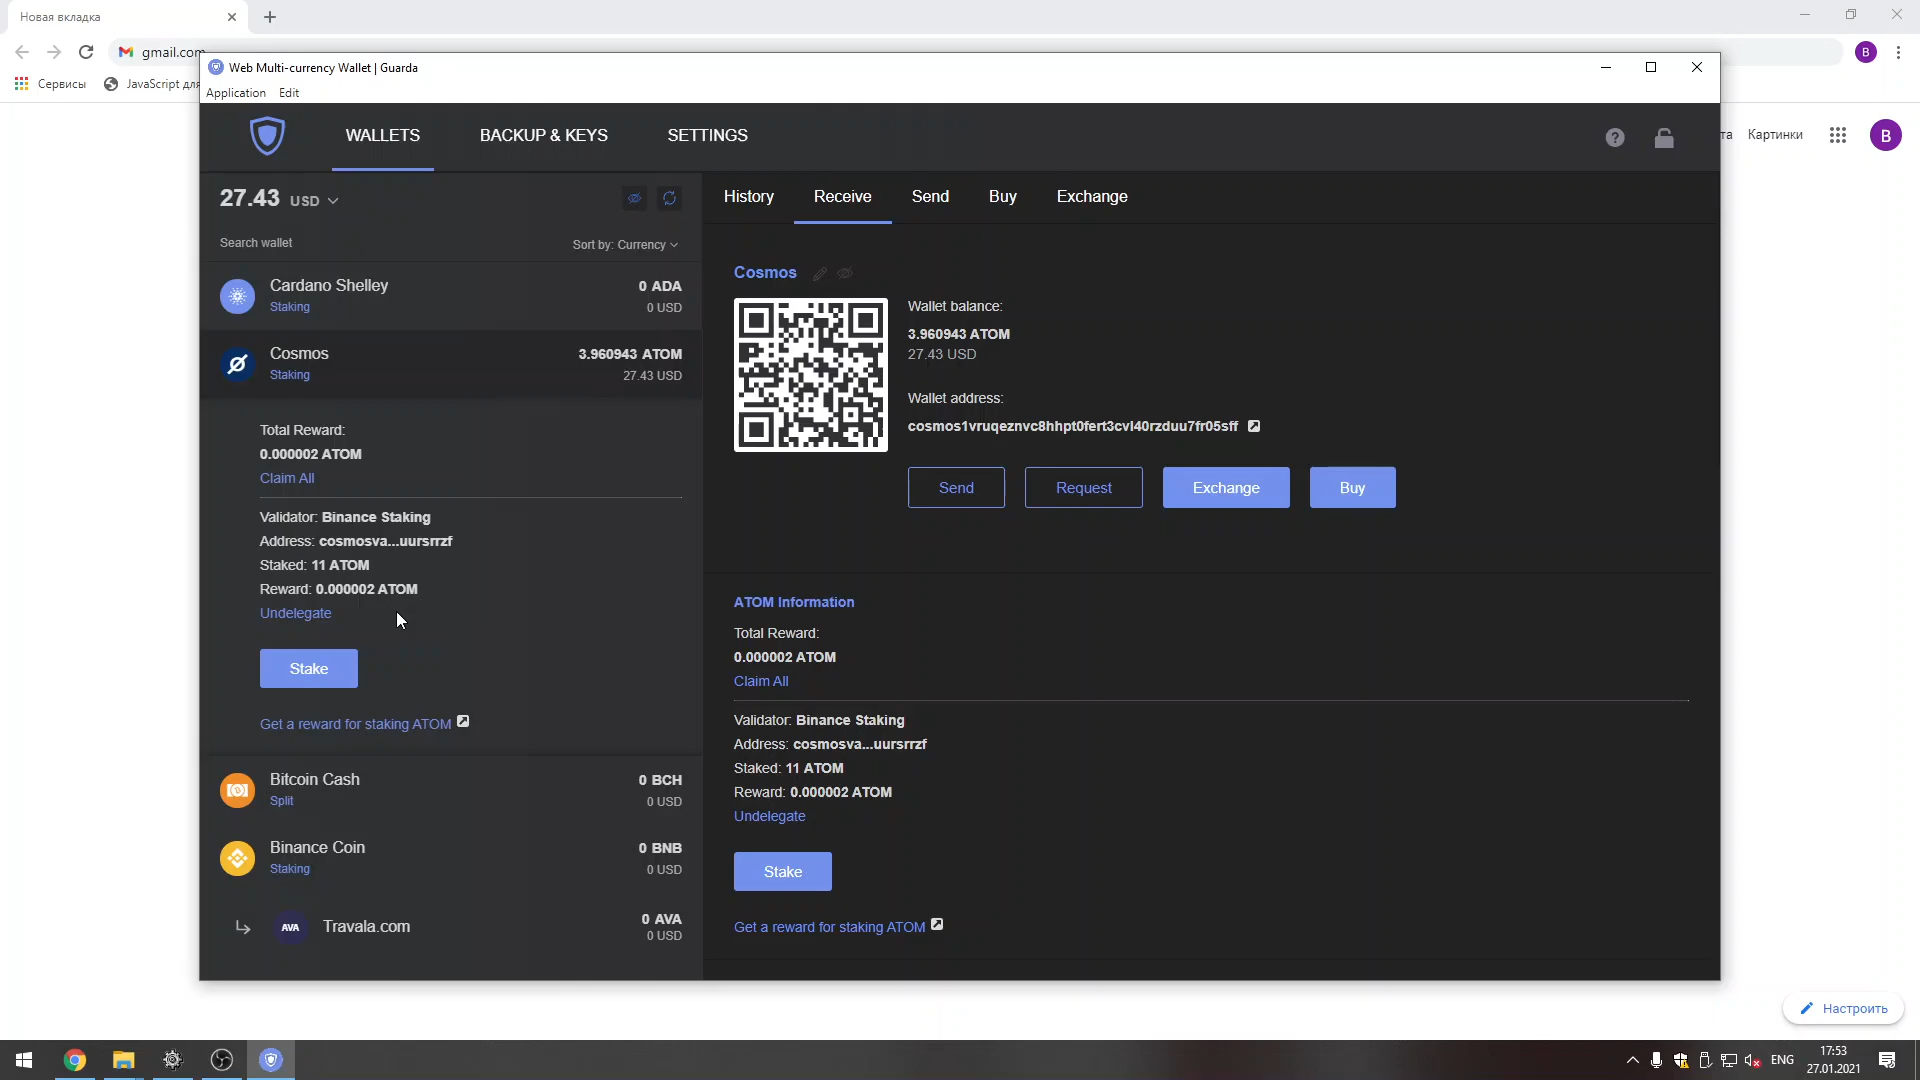 Новая вкладка
gmail.com
Сервисы
JavaScript для
Web Multi-currency Wallet | Guarda
Application Edit
WALLETS BACKUP & KEYS SETTINGS
Картинки
B
B
27.43 USD
Search wallet
Sort by: Currency
Cardano Shelley 0 ADA
Staking 0 USD
Cosmos 3.960943 ATOM
Staking 27.43 USD
Total Reward:
0.000002 ATOM
Claim All
Validator: Binance Staking
Address: cosmosva...uursrrzf
Staked: 11 ATOM
Reward: 0.000002 ATOM
Undelegate
Stake
Get a reward for staking ATOM
Bitcoin Cash 0 BCH
Split 0 USD
Binance Coin 0 BNB
Staking 0 USD
AVA Travala.com 0 AVA
0 USD
History Receive Send Buy Exchange
Cosmos
Wallet balance:
3.960943 ATOM
27.43 USD
Wallet address:
cosmos1vruqeznvc8hhpt0fert3cvl40rzduu7fr05sff
Send Request Exchange Buy
ATOM Information
Total Reward:
0.000002 ATOM
Claim All
Validator: Binance Staking
Address: cosmosva...uursrrzf
Staked: 11 ATOM
Reward: 0.000002 ATOM
Undelegate
Stake
Get a reward for staking ATOM
Настроить
ENG
17:53
27.01.2021